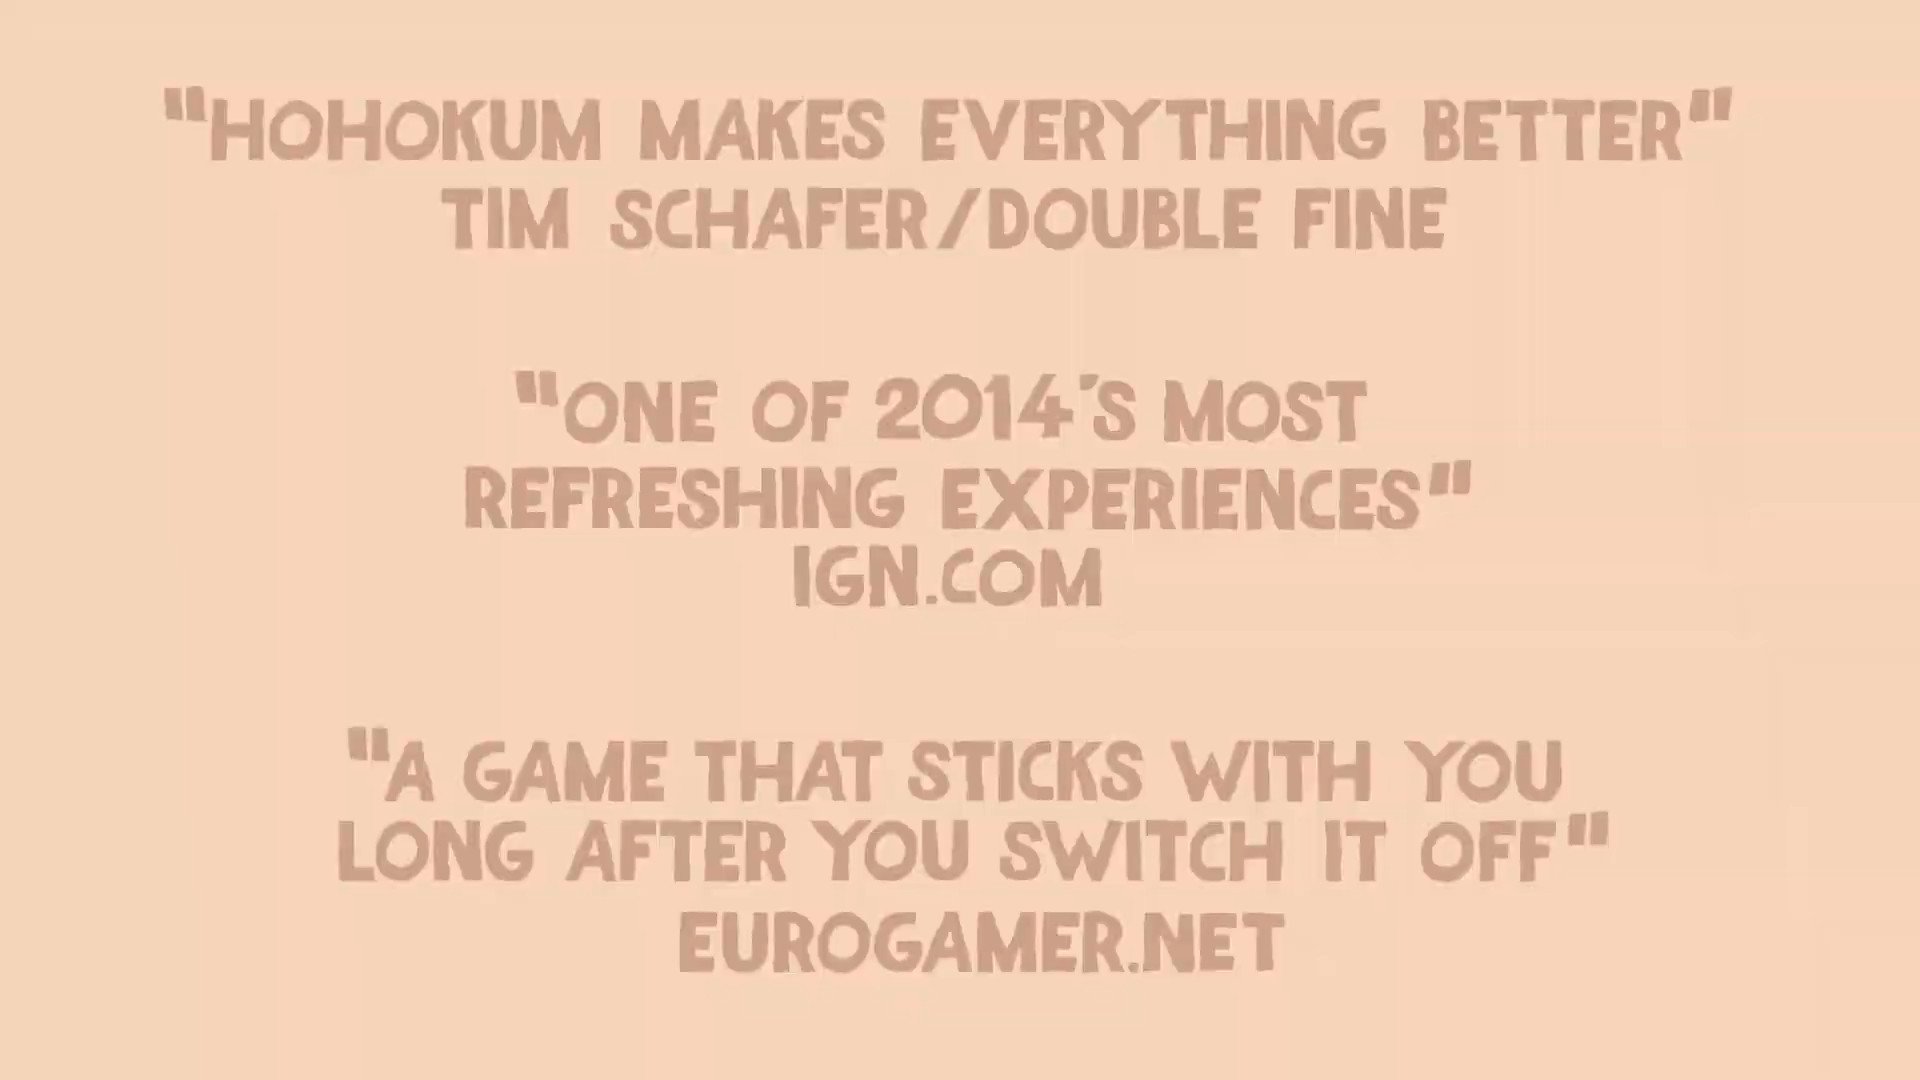 "HOHOKUM MAKES EVERYTHING BETTER"
TIM SCHAFER/DOUBLE FINE
"ONE OF 2014'S MOST
REFRESHING EXPERIENCES"
IGN.COM
"A GAME THAT STICKS WITH YOU
LONG AFTER YOU SWITCH IT OFF"
EUROGAMER.NET